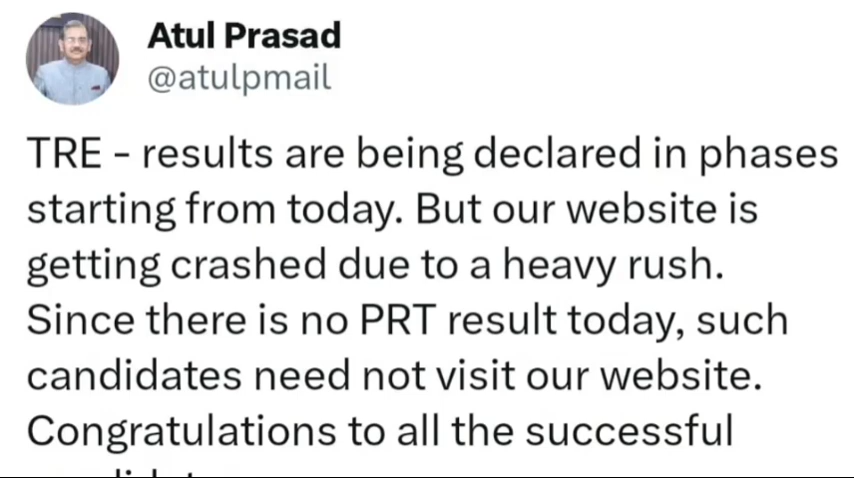 Atul Prasad
@atulpmail
TRE - results are being declared in phases
starting from today. But our website is
getting crashed due to a heavy rush.
Since there is no PRT result today, such
candidates need not visit our website.
Congratulations to all the successful